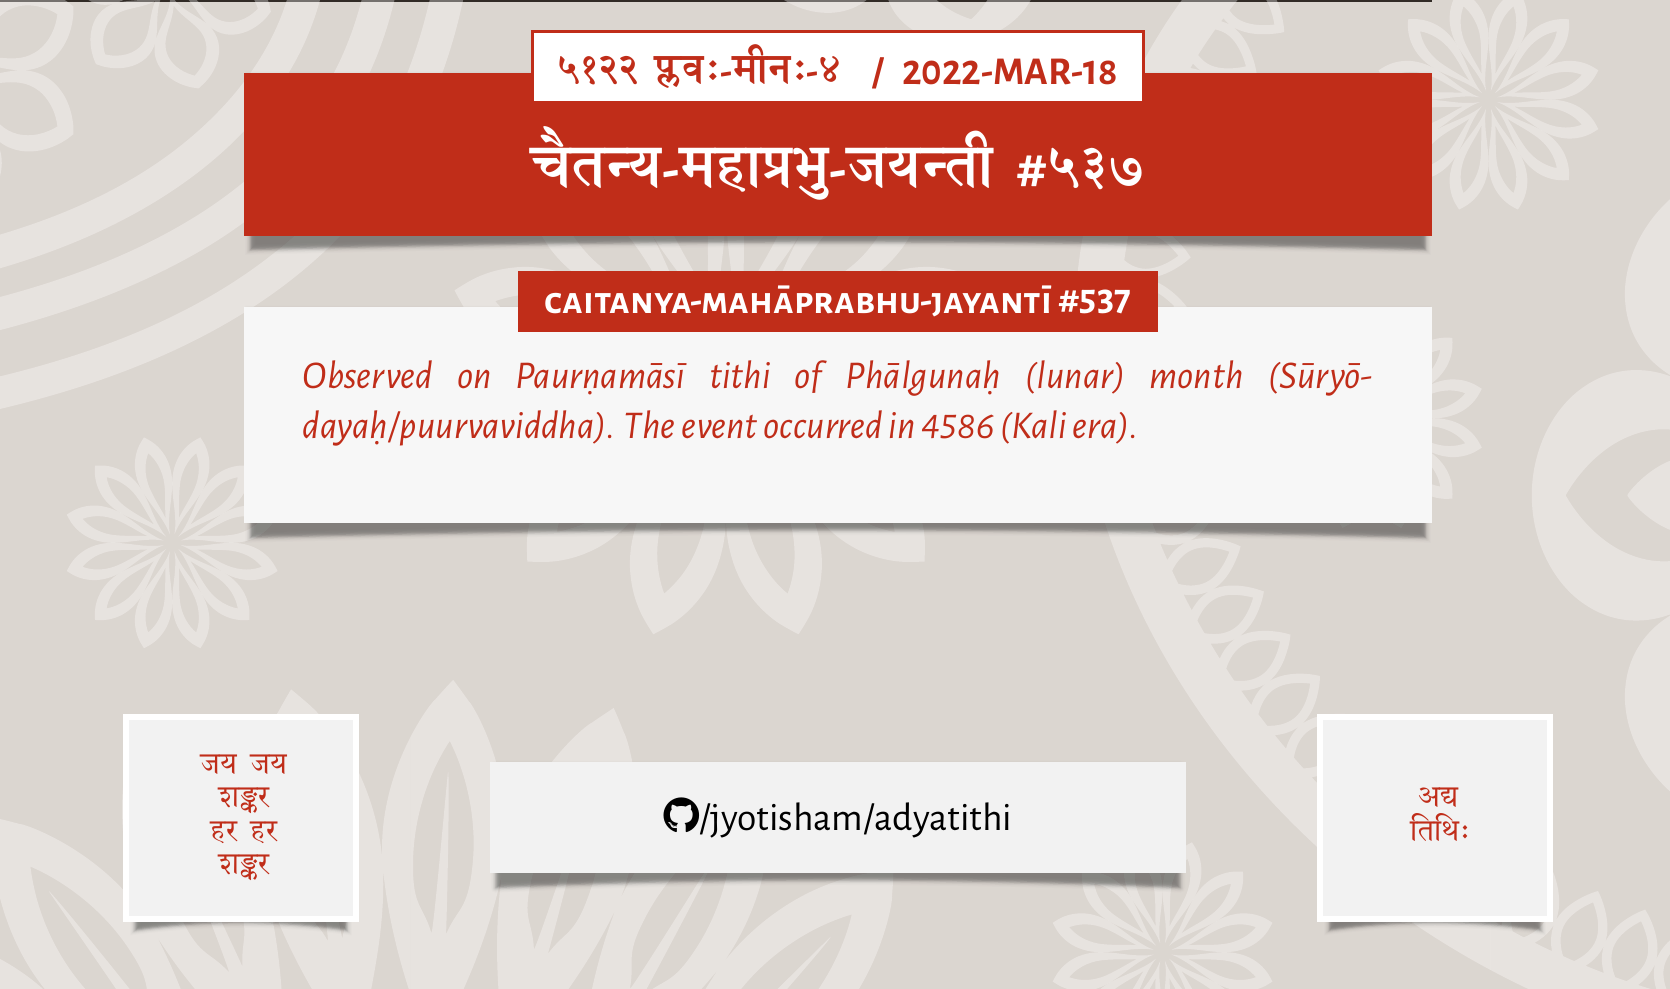 ५१२२ प्लवः-मीनः-४ / 2022-MAR-18
चैतन्य-महाप्रभु-जयन्ती #५३७
CAITANYA-MAHĀPRABHU-JAYANTĪ #537
Observed on Paurṇamāsī tithi of Phālgunaḥ (lunar) month (Sūryō-
dayaḥ/puurvaviddha). The event occurred in 4586 (Kali era).
जय जय
शङ्कर
हर हर
शङ्कर
/jyotisham/adyatithi
अद्य
तिथिः